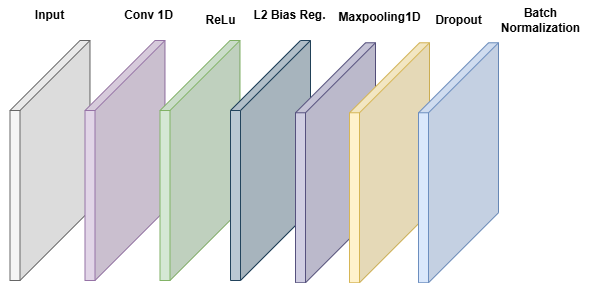 Input
Conv 1D
ReLu
L2 Bias Reg.
Maxpooling1D
Dropout
Batch
Normalization